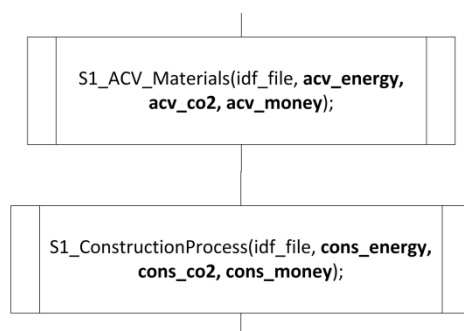 S1_ACV_Materials(idf_file, acv_energy,
acv_co2, acv_money);
S1_ConstructionProcess(idf_file, cons_energy,
cons_co2, cons_money);